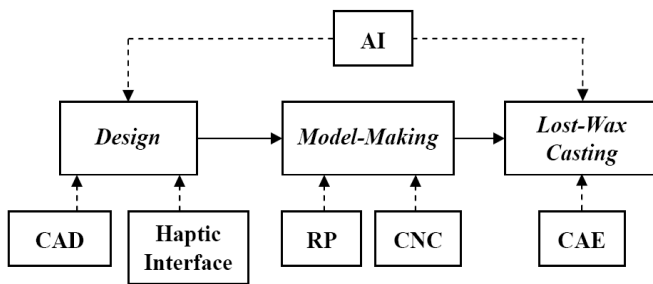 AI
Design
Model-Making
Lost-Wax
Casting
CAD
Haptic
Interface
RP
CNC
CAE